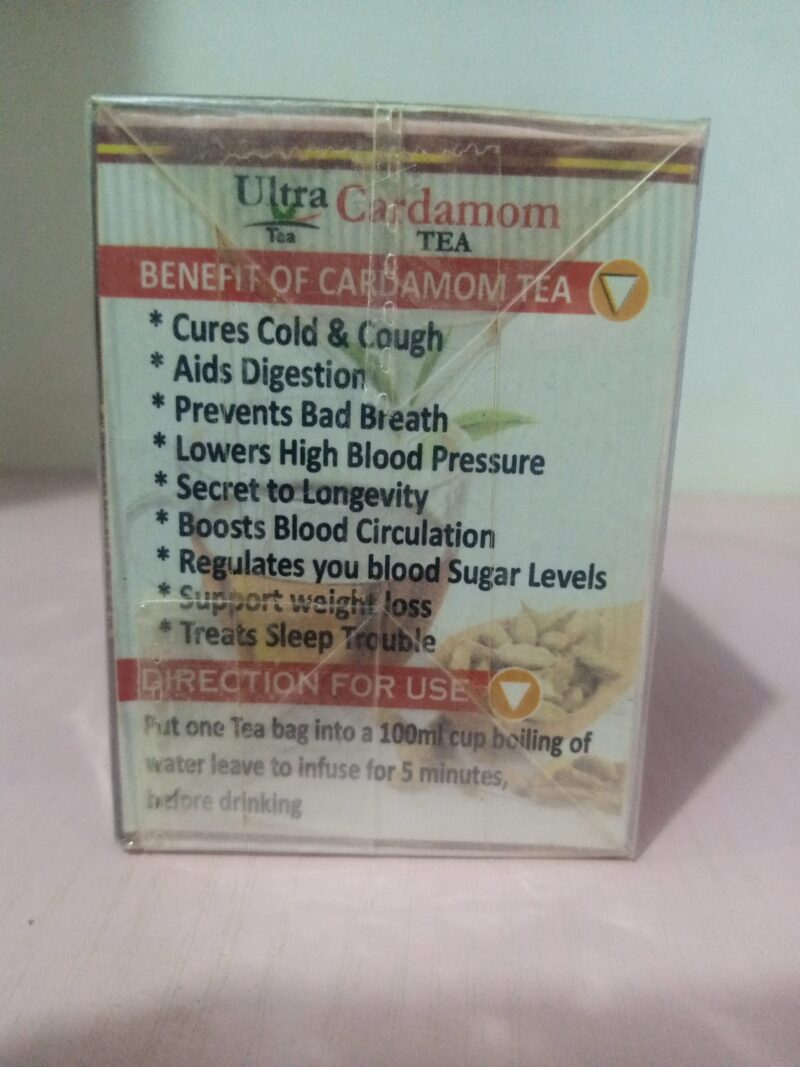 Ultra Cardamom
Tea TEA
BENEFIT OF CARDAMOM TEA
* Cures Cold & Cough
* Aids Digestion
* Prevents Bad Breath
* Lowers High Blood Pressure
* Secret to Longevity
* Boosts Blood Circulation
* Regulates you blood Sugar Levels
* Support weight loss
* Treats Sleep Trouble
DIRECTION FOR USE
Put one Tea bag into a 100ml cup boiling of
water leave to infuse for 5 minutes,
before drinking